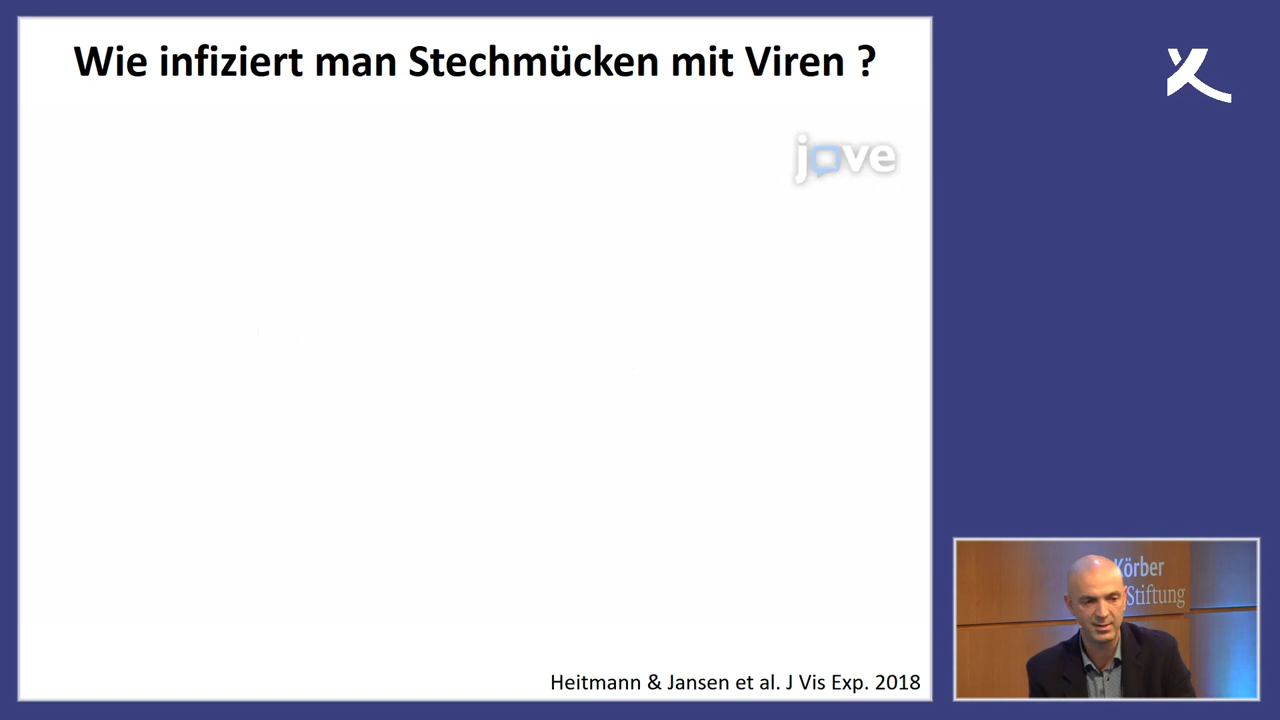 Wie infiziert man Stechmücken mit Viren ?
jove
Heitmann & Jansen et al. J Vis Exp. 2018
Körber
Stiftung